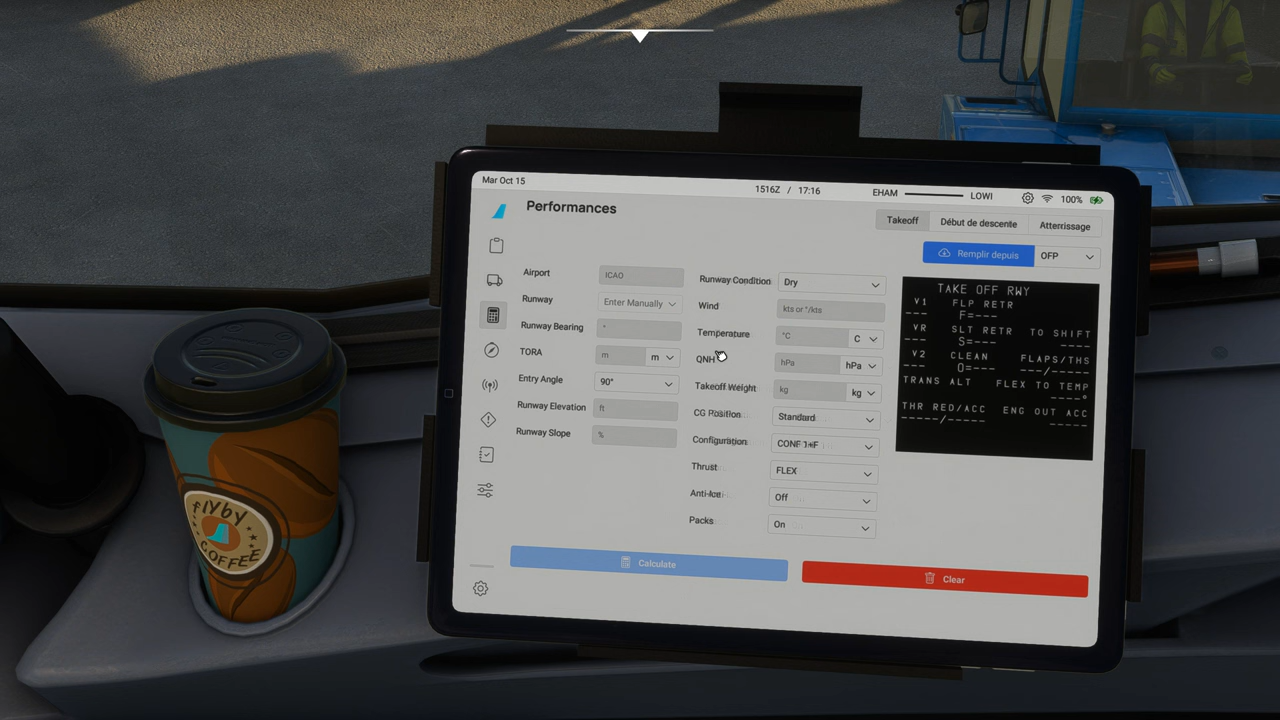 Mar Oct 15
1516Z / 17:16
EHAM
LOWI
100%
Performances
Takeoff
Début de descente
Atterrissage
Remplir depuis
OFP
Airport
ICAO
Runway
Enter Manually
Runway Bearing
°
TORA
m
m
Entry Angle
90°
Runway Elevation
ft
Runway Slope
%
Runway Condition
Dry
Wind
kts or °/kts
Temperature
°C
C
QNH
hPa
hPa
Takeoff Weight
kg
kg
CG Position
Standard
Configuration
CONF 1+F
Thrust
FLEX
Anti-Ice
Off
Packs
On
TAKE OFF RWY
V1 FLP RETR
--- F=---
VR SLT RETR TO SHIFT
--- S=--- ----
V2 CLEAN FLAPS/THS
--- O=--- ---/----
TRANS ALT FLEX TO TEMP
----°
THR RED/ACC ENG OUT ACC
-----/----- -----
Calculate
Clear
flyby
COFFEE